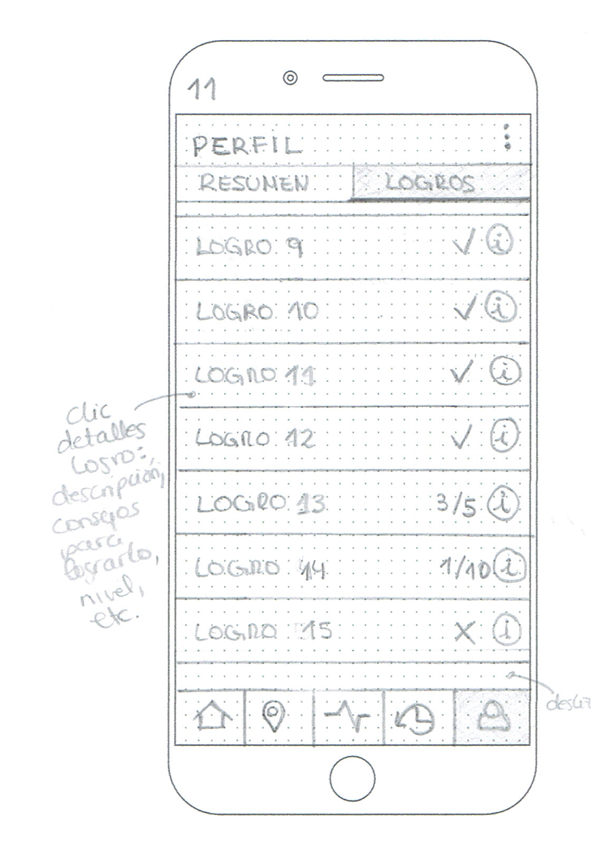 11
PERFIL
RESUMEN LOGROS
LOGRO 9
LOGRO 10
LOGRO 11
LOGRO 12
LOGRO 13 3/5
LOGRO 14 1/10
LOGRO 15
clic
detalles
logro:
descripción,
consejos
para
lograrlo,
nivel,
etc.